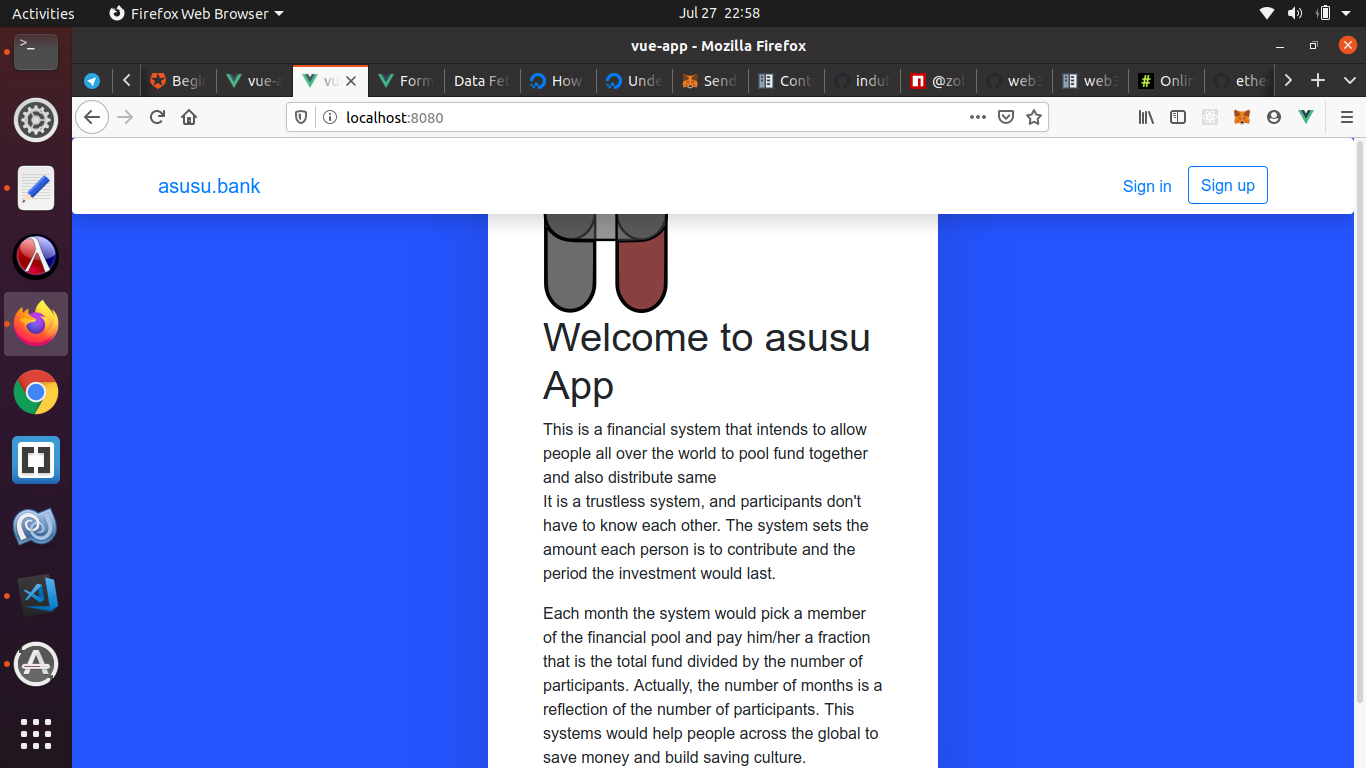 Activities
Firefox Web Browser
Jul 27 22:58
vue-app - Mozilla Firefox
Begi
vue-a
vu
Form
Data Fet
How
Unde
Send
Cont
indut
@zol
web3
web3
Onlin
ethe
localhost:8080
asusu.bank
Sign in
Sign up
Welcome to asusu
App
This is a financial system that intends to allow
people all over the world to pool fund together
and also distribute same
It is a trustless system, and participants don't
have to know each other. The system sets the
amount each person is to contribute and the
period the investment would last.
Each month the system would pick a member
of the financial pool and pay him/her a fraction
that is the total fund divided by the number of
participants. Actually, the number of months is a
reflection of the number of participants. This
systems would help people across the global to
save money and build saving culture.